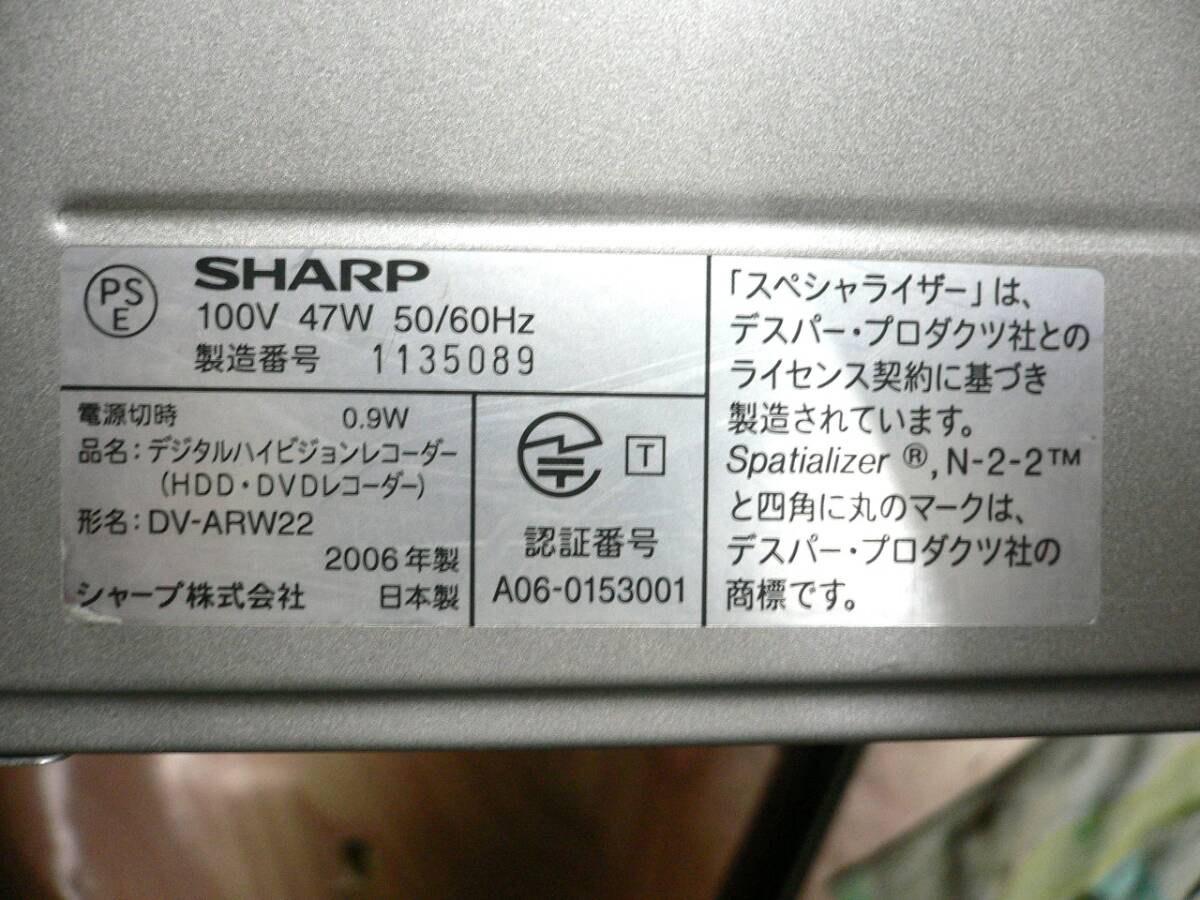 PS
E
SHARP
100V 47W 50/60Hz
製造番号 1135089
電源切時 0.9W
品名：デジタルハイビジョンレコーダー
（HDD・DVDレコーダー）
形名：DV-ARW22
2006年製
シャープ株式会社 日本製
T
認証番号
A06-0153001
「スペシャライザー」は、
デスパー・プロダクツ社との
ライセンス契約に基づき
製造されています。
Spatializer ®, N-2-2™
と四角に丸のマークは、
デスパー・プロダクツ社の
商標です。